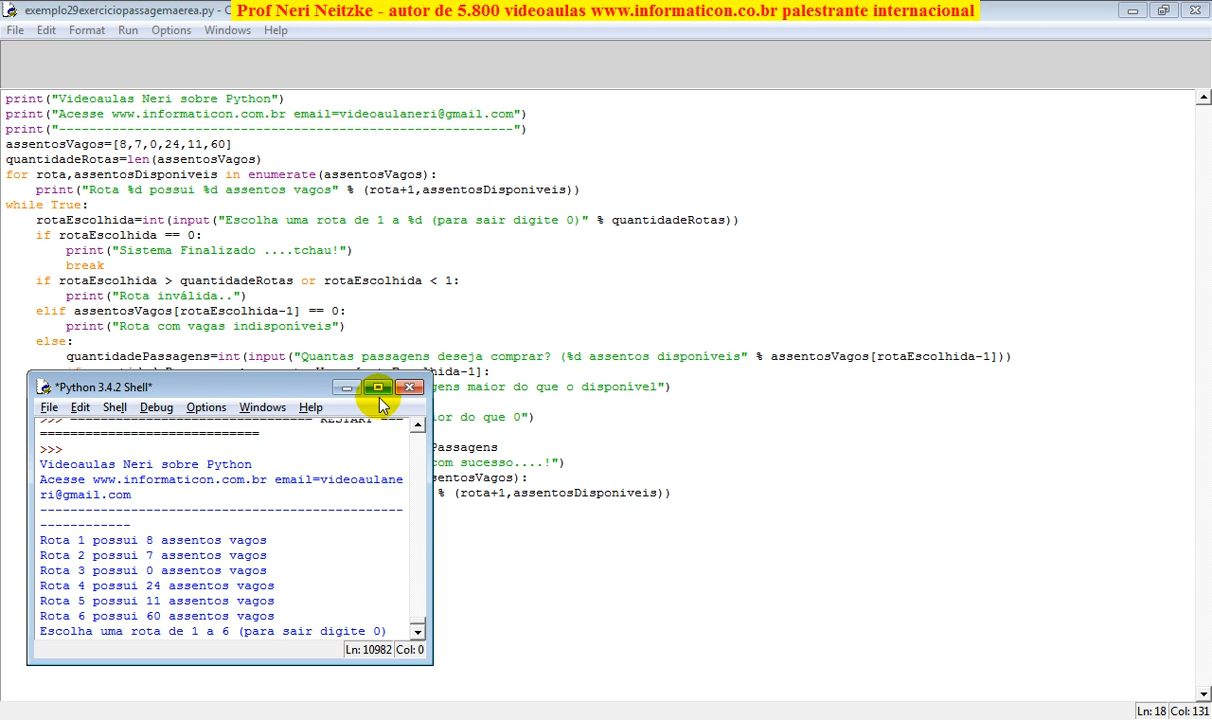 exemplo29exerciciopassagemaerea.py - C
Prof Neri Neitzke - autor de 5.800 videoaulas www.informaticon.co.br palestrante internacional
File Edit Format Run Options Windows Help
print("Videoaulas Neri sobre Python")
print("Acesse www.informaticon.com.br email=videoaulaneri@gmail.com")
print("------------------------------------------------------------")
assentosVagos=[8,7,0,24,11,60]
quantidadeRotas=len(assentosVagos)
for rota,assentosDisponiveis in enumerate(assentosVagos):
    print("Rota %d possui %d assentos vagos" % (rota+1,assentosDisponiveis))
while True:
    rotaEscolhida=int(input("Escolha uma rota de 1 a %d (para sair digite 0)" % quantidadeRotas))
    if rotaEscolhida == 0:
        print("Sistema Finalizado ....tchau!")
        break
    if rotaEscolhida > quantidadeRotas or rotaEscolhida < 1:
        print("Rota inválida..")
    elif assentosVagos[rotaEscolhida-1] == 0:
        print("Rota com vagas indisponíveis")
    else:
        quantidadePassagens=int(input("Quantas passagens deseja comprar? (%d assentos disponíveis" % assentosVagos[rotaEscolhida-1]))
hida-1]:
gens maior do que o disponível")
ior do que 0")
Passagens
com sucesso....!")
sentosVagos):
% (rota+1,assentosDisponiveis))
*Python 3.4.2 Shell*
File Edit Shell Debug Options Windows Help
>>> ================================ RESTART ===
=============================
>>>
Videoaulas Neri sobre Python
Acesse www.informaticon.com.br email=videoaulane
ri@gmail.com
------------------------------------------------
------------
Rota 1 possui 8 assentos vagos
Rota 2 possui 7 assentos vagos
Rota 3 possui 0 assentos vagos
Rota 4 possui 24 assentos vagos
Rota 5 possui 11 assentos vagos
Rota 6 possui 60 assentos vagos
Escolha uma rota de 1 a 6 (para sair digite 0)
Ln: 10982 Col: 0
Ln: 18 Col: 131